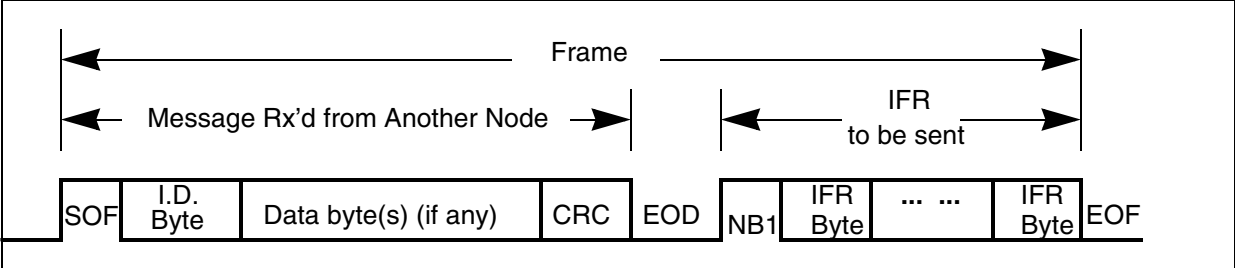 Frame
Message Rx'd from Another Node
IFR
to be sent
SOF
I.D.
Byte
Data byte(s) (if any)
CRC
EOD
NB1
IFR
Byte
... ...
IFR
Byte
EOF